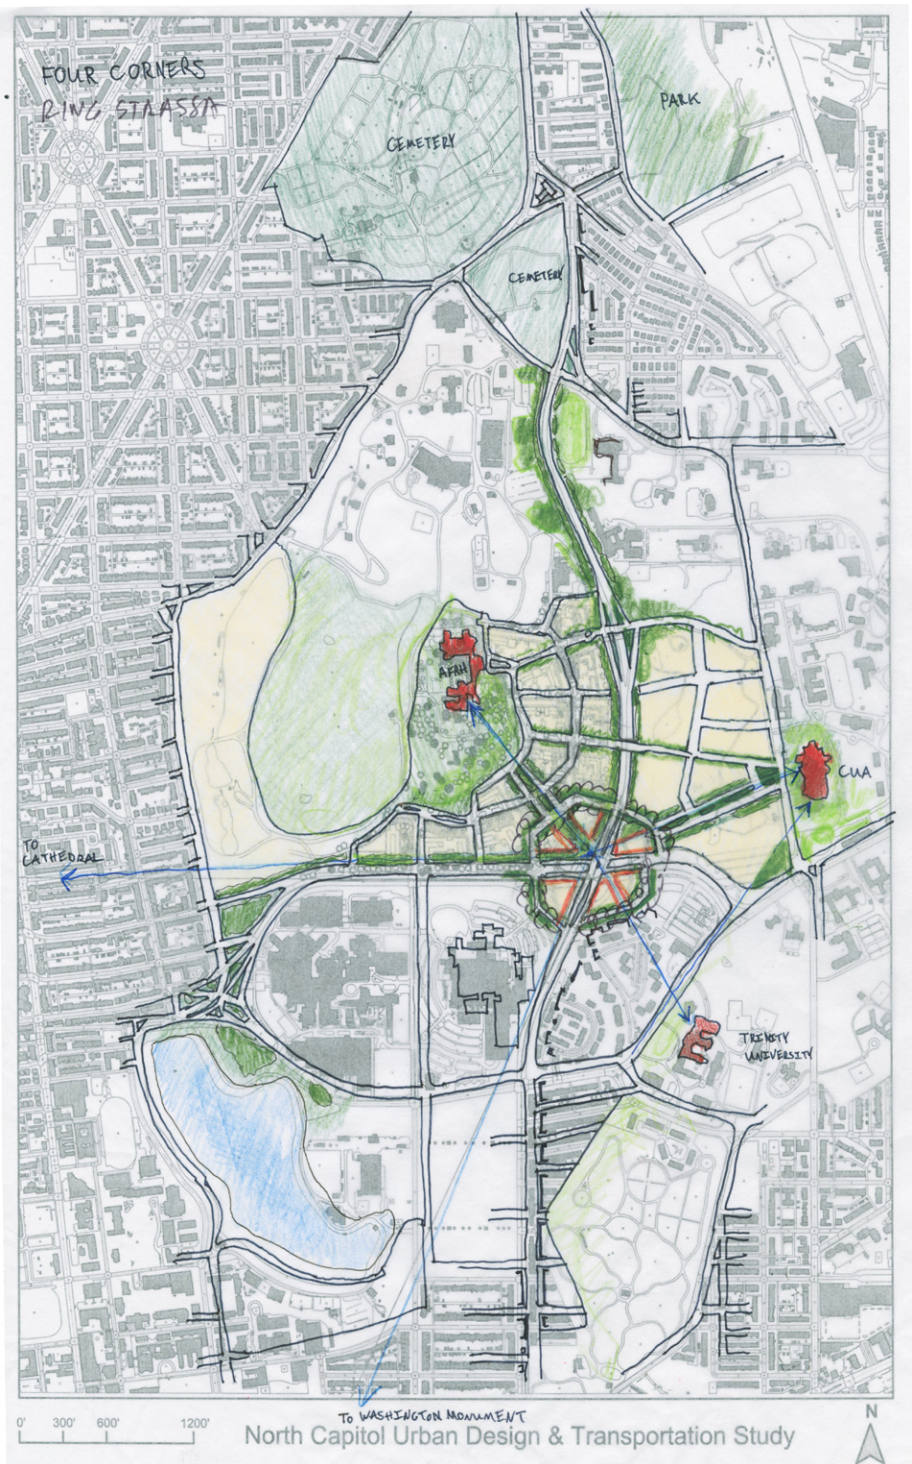 FOUR CORNERS
RING STRASSA
CEMETERY
PARK
CEMETERY
AFAH
CUA
TO
CATHEDRAL
TRINITY
UNIVERSITY
TO WASHINGTON MONUMENT
0' 300' 600' 1200'
North Capitol Urban Design & Transportation Study
N